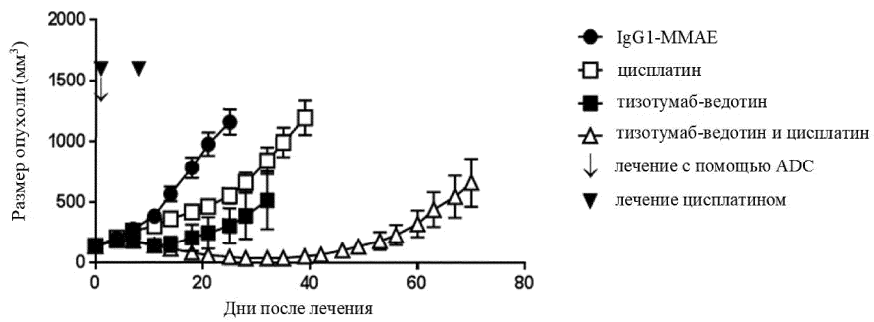 2000
1500
1000
500
0
Размер опухоли (мм³)
0 20 40 60 80
Дни после лечения
IgG1-MMAE
цисплатин
тизотумаб-ведотин
тизотумаб-ведотин и цисплатин
лечение с помощью ADC
лечение цисплатином